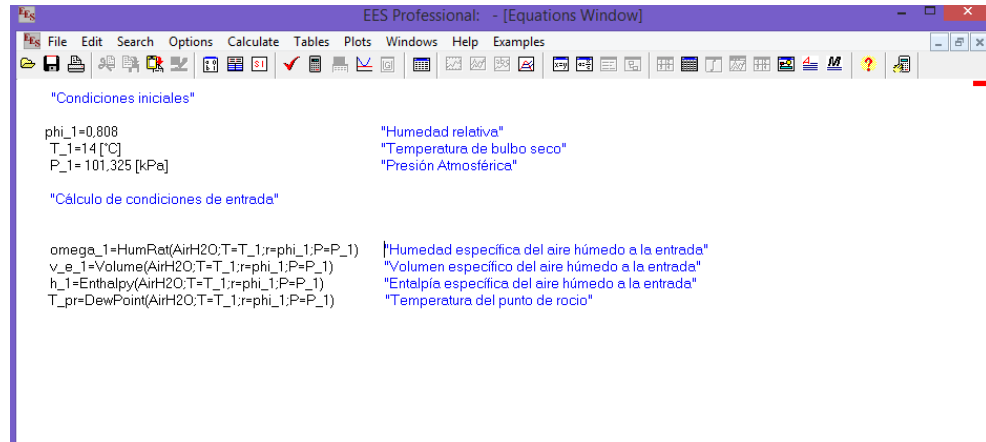 EES Professional: - [Equations Window]
File Edit Search Options Calculate Tables Plots Windows Help Examples
"Condiciones iniciales"
phi_1=0,808 "Humedad relativa"
T_1=14 [°C] "Temperatura de bulbo seco"
P_1= 101,325 [kPa] "Presión Atmosférica"
"Cálculo de condiciones de entrada"
omega_1=HumRat(AirH2O;T=T_1;r=phi_1;P=P_1) "Humedad específica del aire húmedo a la entrada"
v_e_1=Volume(AirH2O;T=T_1;r=phi_1;P=P_1) "Volumen específico del aire húmedo a la entrada"
h_1=Enthalpy(AirH2O;T=T_1;r=phi_1;P=P_1) "Entalpía específica del aire húmedo a la entrada"
T_pr=DewPoint(AirH2O;T=T_1;r=phi_1;P=P_1) "Temperatura del punto de rocio"